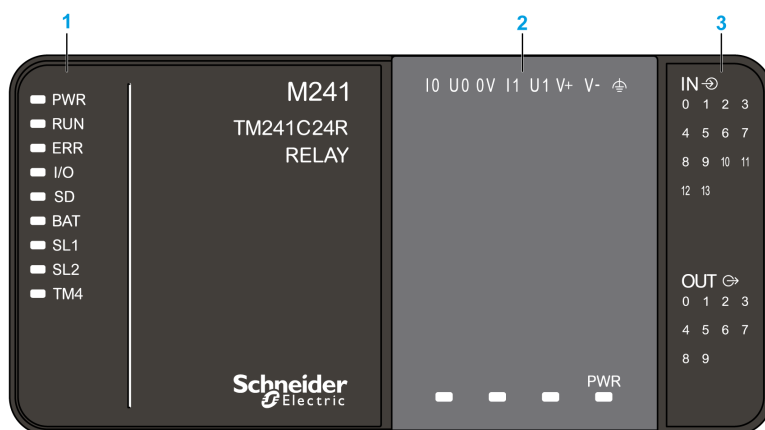 1
2
3
PWR
RUN
ERR
I/O
SD
BAT
SL1
SL2
TM4
M241
TM241C24R
RELAY
Schneider
Electric
I0 U0 0V I1 U1 V+ V-
PWR
IN
0 1 2 3
4 5 6 7
8 9 10 11
12 13
OUT
0 1 2 3
4 5 6 7
8 9